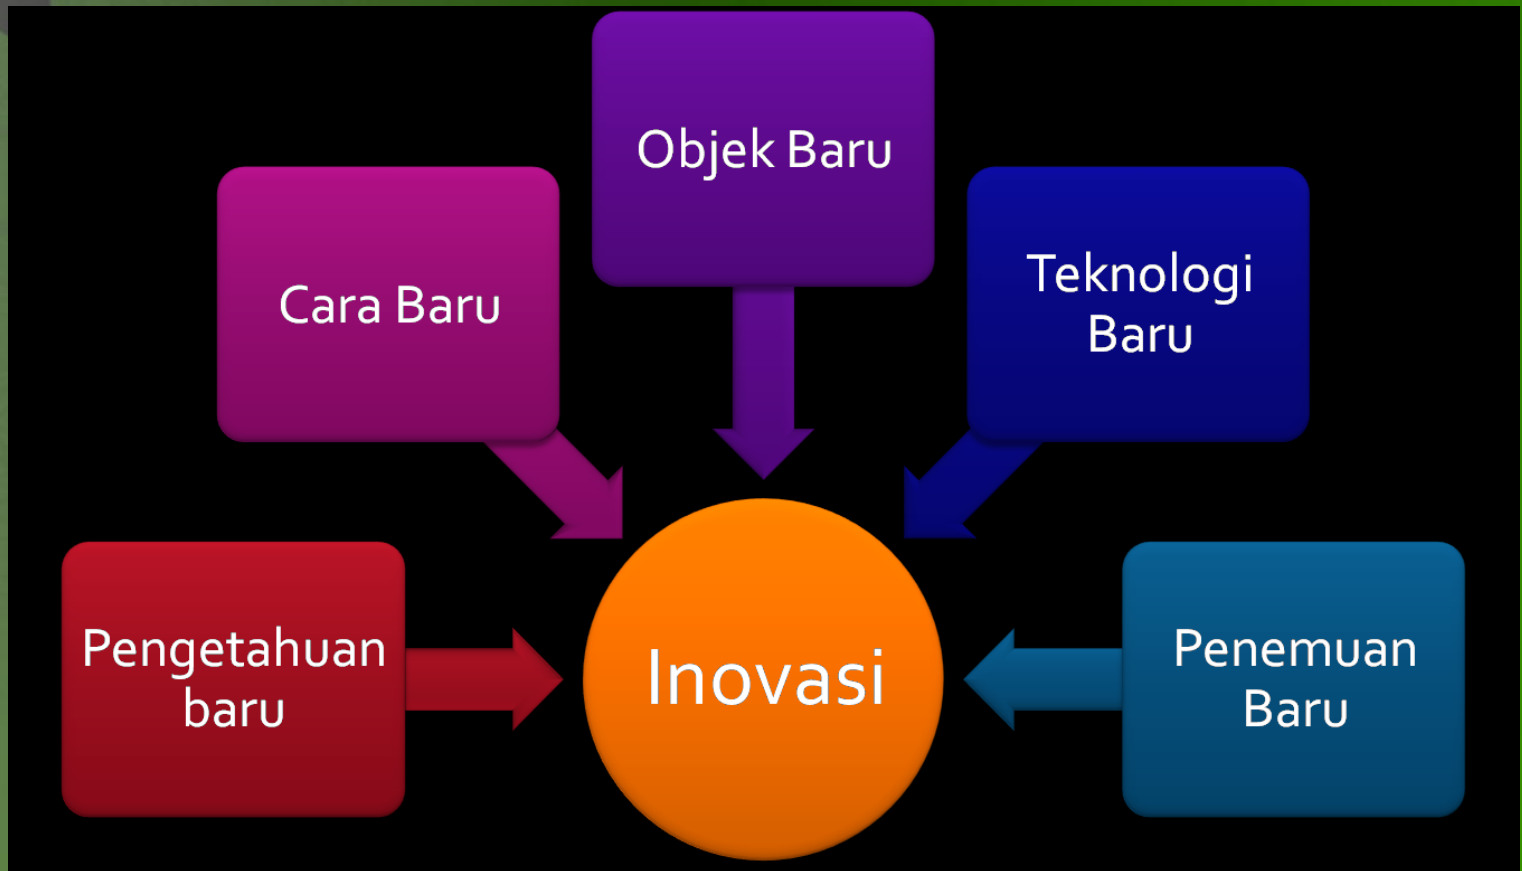 Objek Baru
Cara Baru
Teknologi
Baru
Pengetahuan
baru
Inovasi
Penemuan
Baru